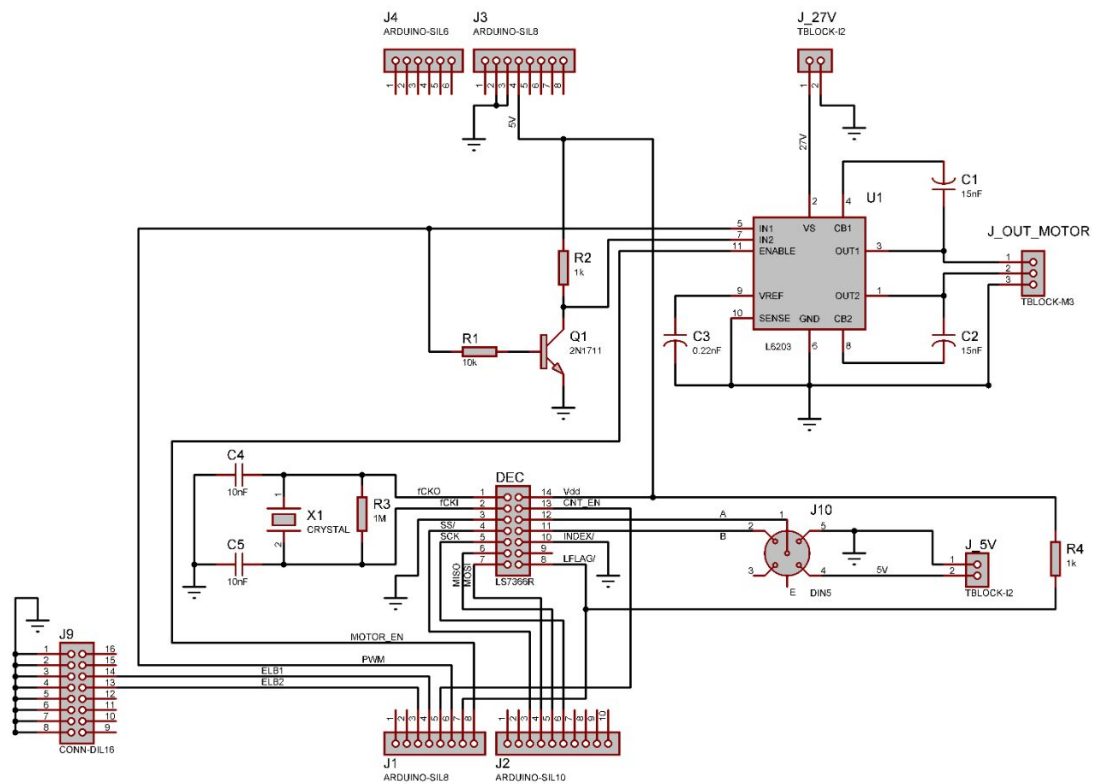 J4
ARDUINO-SIL6
1 2 3 4 5 6
J3
ARDUINO-SIL8
1 2 3 4 5 6 7 8
5V
J_27V
TBLOCK-I2
1 2
27V
U1
2
4
VS
CB1
5 IN1
7 IN2
11 ENABLE
9 VREF
10 SENSE
GND
6
OUT1 3
OUT2 1
CB2
8
L6203
C1
15nF
C2
15nF
C3
0.22nF
J_OUT_MOTOR
1
2
3
TBLOCK-M3
R2
1k
R1
10k
Q1
2N1711
C4
10nF
C5
10nF
1
X1
CRYSTAL
2
R3
1M
DEC
fCKO 1
fCKI 2
3
SS/ 4
SCK 5
6
7
MISO
MOSI
14 Vdd
13 CNT_EN
12
11
10 INDEX/
9
8 LFLAG/
LS7366R
A
B
J10
1
2
3
4
5
E
DIN5
5V
J_5V
1
2
TBLOCK-I2
R4
1k
MOTOR_EN
PWM
ELB1
ELB2
J9
1 16
2 15
3 14
4 13
5 12
6 11
7 10
8 9
CONN-DIL16
1 2 3 4 5 6 7 8
J1
ARDUINO-SIL8
1 2 3 4 5 6 7 8 9 10
J2
ARDUINO-SIL10